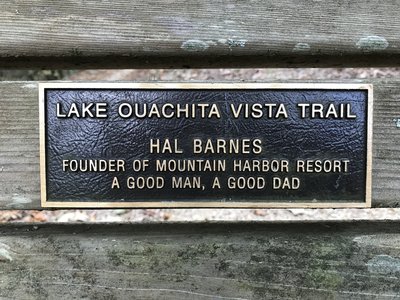 LAKE OUACHITA VISTA TRAIL
HAL BARNES
FOUNDER OF MOUNTAIN HARBOR RESORT
A GOOD MAN, A GOOD DAD